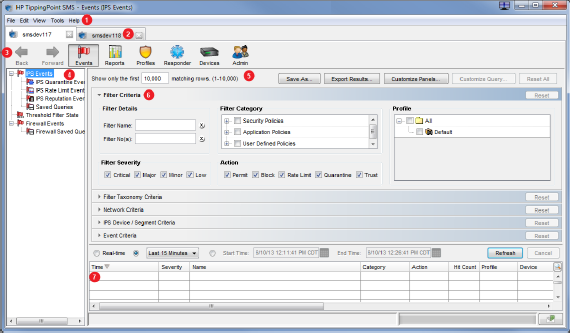 HP TippingPoint SMS - Events (IPS Events)
File Edit View Tools Help 1
smsdev117 smsdev118 2
3 Back Forward Events Reports Profiles Responder Devices Admin
IPS Events 4
IPS Quarantine Even
IPS Rate Limit Event
IPS Reputation Even
Saved Queries
Threshold Filter State
Firewall Events
Firewall Saved Que
Show only the first 10,000 matching rows. (1-10,000) 5 Save As... Export Results... Customize Panels... Customize Query... Reset All
Filter Criteria 6 Reset
Filter Details Filter Category Profile
Filter Name:
Filter No(s):
Security Policies
Application Policies
User Defined Policies
All
Default
Filter Severity Action
Critical Major Minor Low Permit Block Rate Limit Quarantine Trust
Filter Taxonomy Criteria Reset
Network Criteria Reset
IPS Device / Segment Criteria Reset
Event Criteria Reset
Real-time Last 15 Minutes Start Time: 5/10/13 12:11:41 PM CDT End Time: 5/10/13 12:26:41 PM CDT Refresh Cancel
Time Severity Name Category Action Hit Count Profile Device
7